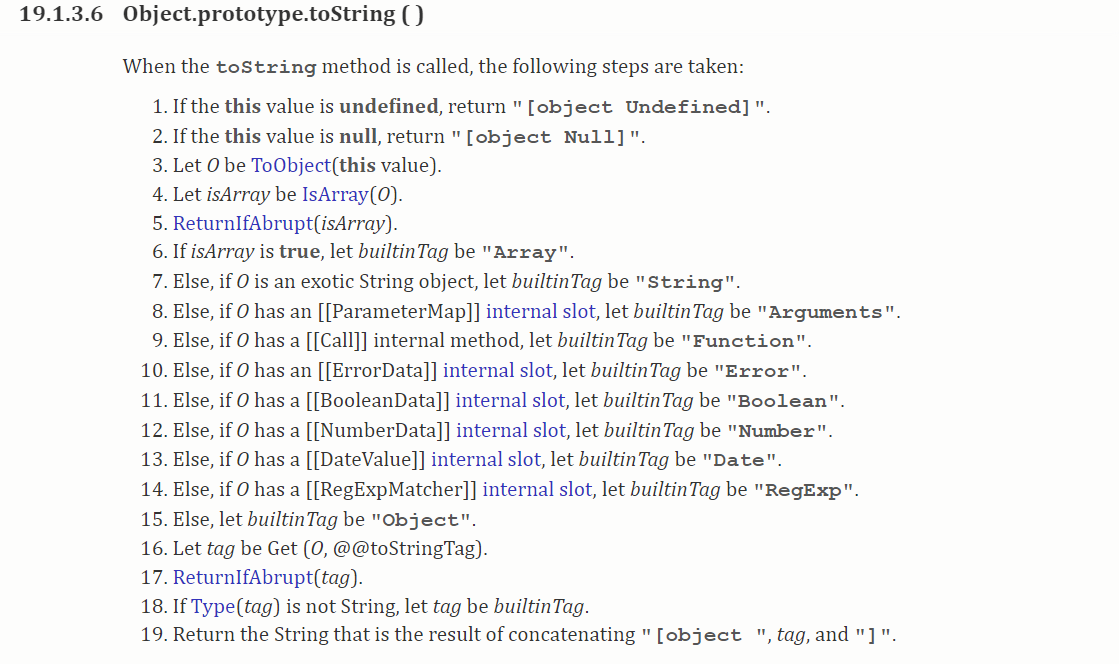 19.1.3.6 Object.prototype.toString ( )
When the toString method is called, the following steps are taken:
1. If the this value is undefined, return "[object Undefined]".
2. If the this value is null, return "[object Null]".
3. Let O be ToObject(this value).
4. Let isArray be IsArray(O).
5. ReturnIfAbrupt(isArray).
6. If isArray is true, let builtinTag be "Array".
7. Else, if O is an exotic String object, let builtinTag be "String".
8. Else, if O has an [[ParameterMap]] internal slot, let builtinTag be "Arguments".
9. Else, if O has a [[Call]] internal method, let builtinTag be "Function".
10. Else, if O has an [[ErrorData]] internal slot, let builtinTag be "Error".
11. Else, if O has a [[BooleanData]] internal slot, let builtinTag be "Boolean".
12. Else, if O has a [[NumberData]] internal slot, let builtinTag be "Number".
13. Else, if O has a [[DateValue]] internal slot, let builtinTag be "Date".
14. Else, if O has a [[RegExpMatcher]] internal slot, let builtinTag be "RegExp".
15. Else, let builtinTag be "Object".
16. Let tag be Get (O, @@toStringTag).
17. ReturnIfAbrupt(tag).
18. If Type(tag) is not String, let tag be builtinTag.
19. Return the String that is the result of concatenating "[object ", tag, and "]".